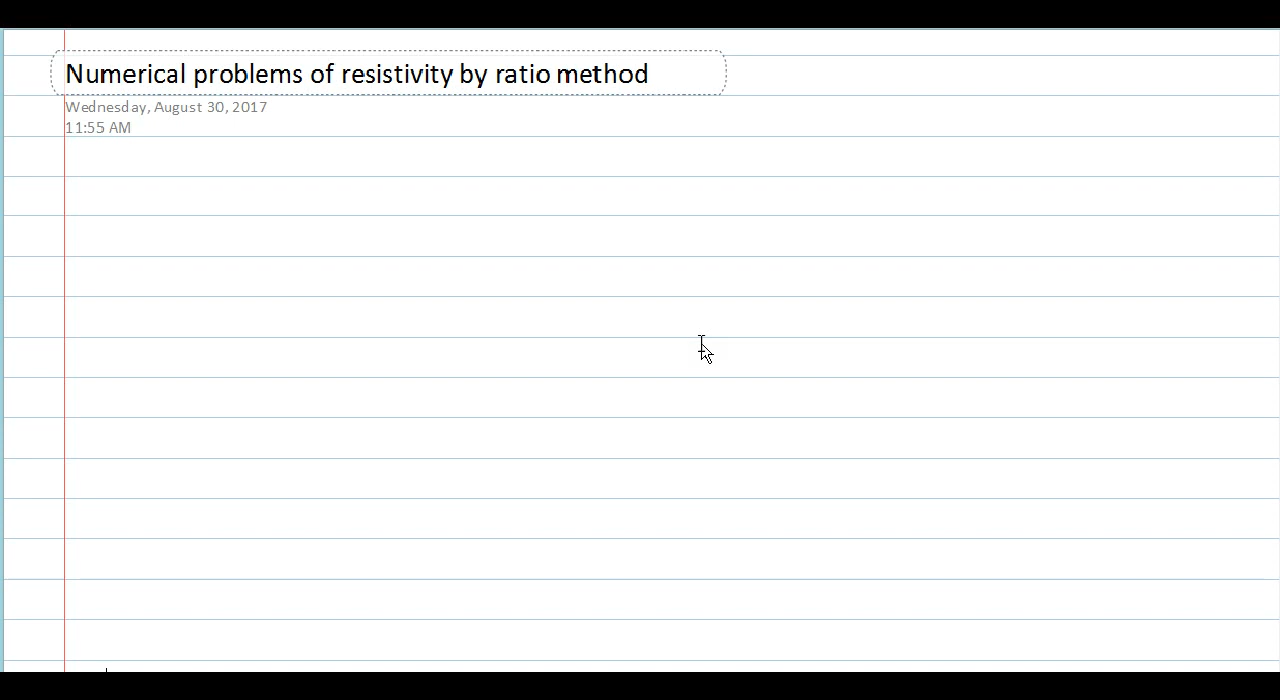 Numerical problems of resistivity by ratio method
Wednesday, August 30, 2017
11:55 AM